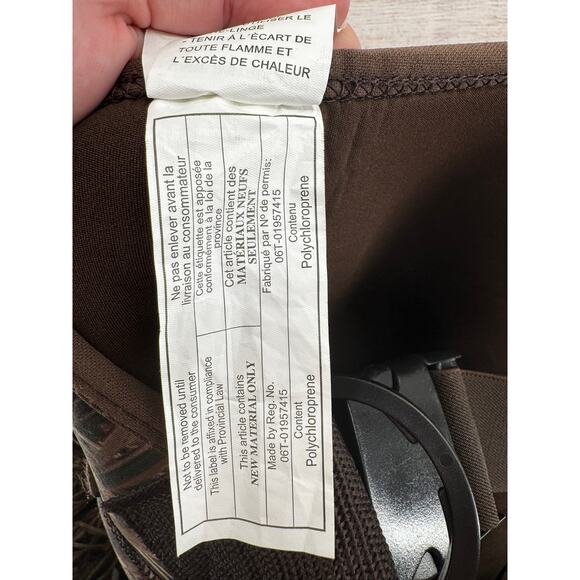 -LINGE
- TENIR À L'ÉCART DE
TOUTE FLAMME ET
L'EXCÈS DE CHALEUR
Ne pas enlever avant la
livraison au consommateur
Cette étiquette est apposée
conformément à la loi de la
province
Cet article contient des
MATÉRIAUX NEUFS
SEULEMENT
Fabriqué par Nº de permis:
06T-01957415
Contenu
Polychloroprene
Not to be removed until
delivered to the consumer
This label is affixed in compliance
with Provincial Law
This article contains
NEW MATERIAL ONLY
Made by Reg. No.
06T-01957415
Content
Polychloroprene